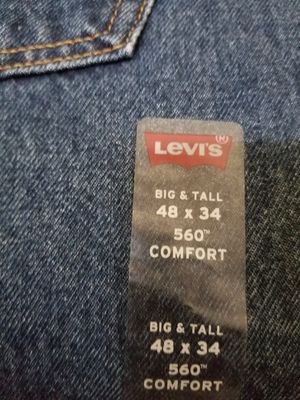 LEVI'S®
BIG & TALL
48 x 34
560™
COMFORT
BIG & TALL
48 x 34
560™
COMFORT